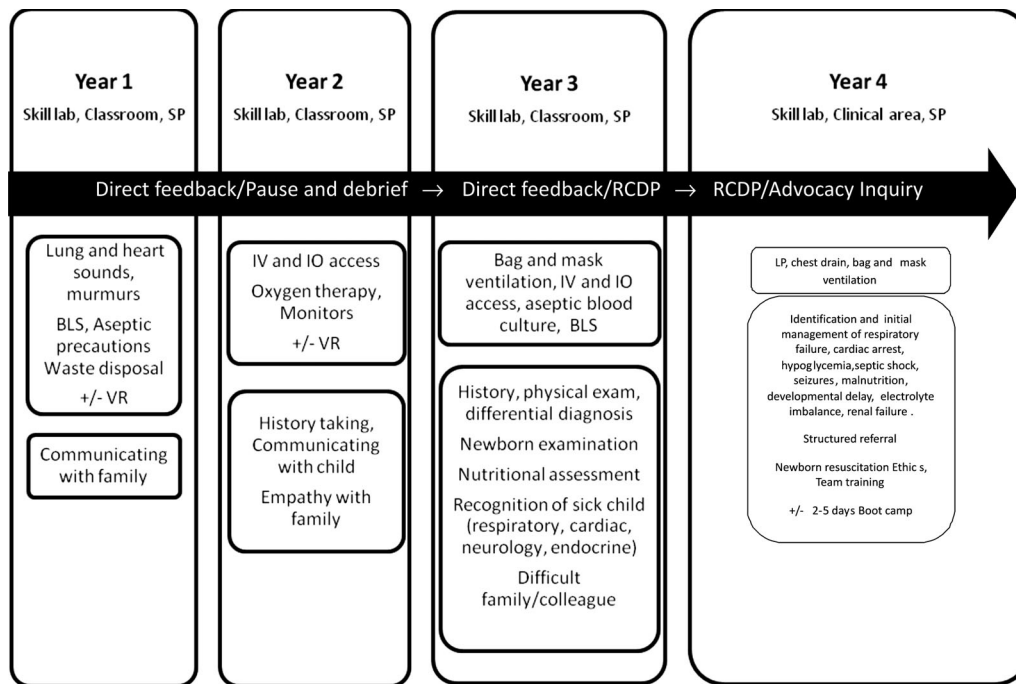 Year 1
Skill lab, Classroom, SP
Year 2
Skill lab, Classroom, SP
Year 3
Skill lab, Classroom, SP
Year 4
Skill lab, Clinical area, SP
Direct feedback/Pause and debrief → Direct feedback/RCDP → RCDP/Advocacy Inquiry
Lung and heart
sounds,
murmurs
BLS, Aseptic
precautions
Waste disposal
+/- VR
Communicating
with family
IV and IO access
Oxygen therapy,
Monitors
+/- VR
History taking,
Communicating
with child
Empathy with
family
Bag and mask
ventilation, IV and IO
access, aseptic blood
culture, BLS
History, physical exam,
differential diagnosis
Newborn examination
Nutritional assessment
Recognition of sick child
(respiratory, cardiac,
neurology, endocrine)
Difficult
family/colleague
LP, chest drain, bag and mask
ventilation
Identification and initial
management of respiratory
failure, cardiac arrest,
hypoglycemia,septic shock,
seizures, malnutrition,
developmental delay, electrolyte
imbalance, renal failure .
Structured referral
Newborn resuscitation Ethic s,
Team training
+/- 2-5 days Boot camp